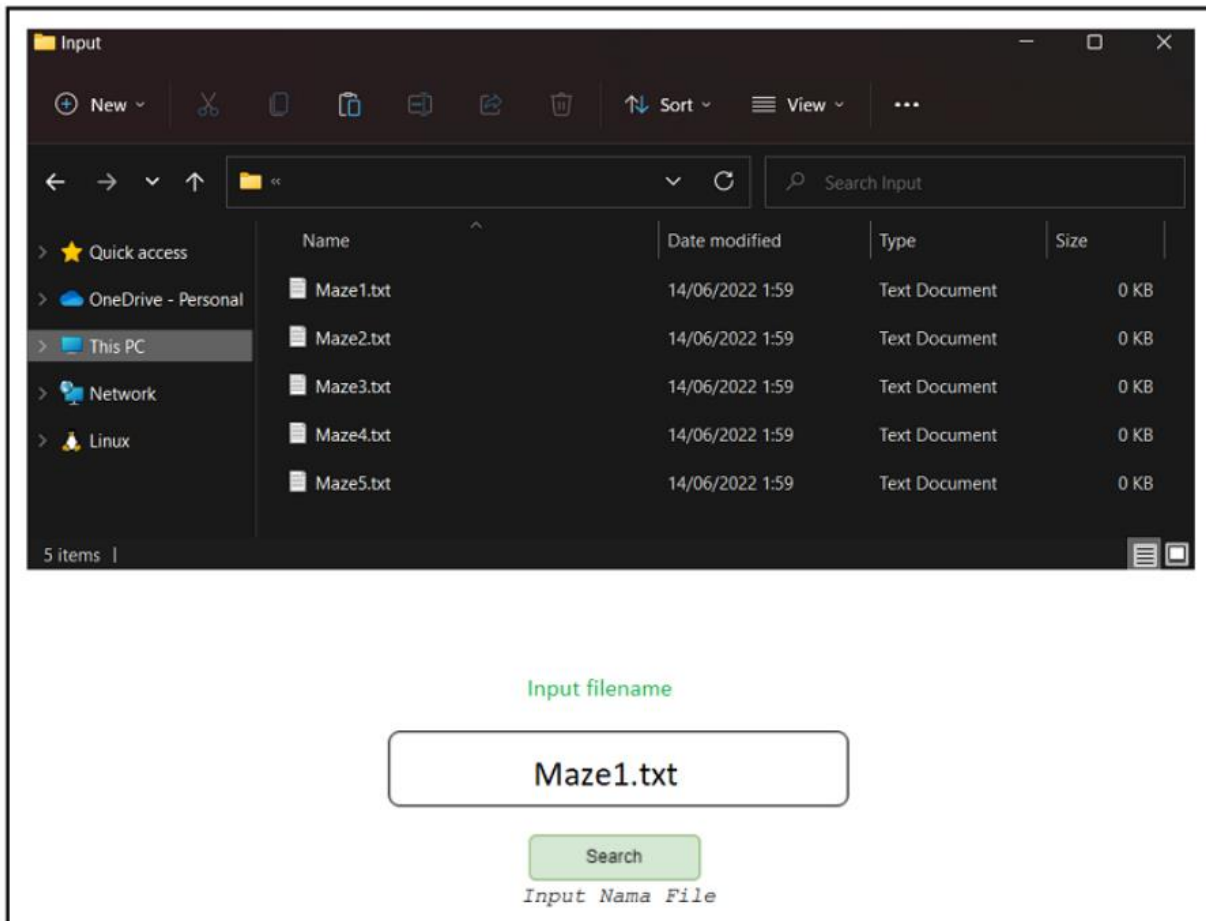 Input
New Sort View
« Search Input
Quick access
OneDrive - Personal
This PC
Network
Linux
Name Date modified Type Size
Maze1.txt 14/06/2022 1:59 Text Document 0 KB
Maze2.txt 14/06/2022 1:59 Text Document 0 KB
Maze3.txt 14/06/2022 1:59 Text Document 0 KB
Maze4.txt 14/06/2022 1:59 Text Document 0 KB
Maze5.txt 14/06/2022 1:59 Text Document 0 KB
5 items
Input filename
Maze1.txt
Search
Input Nama File